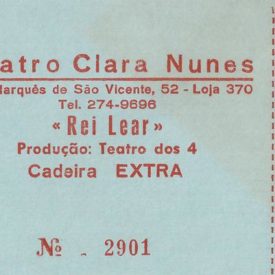 atro Clara Nunes
Marquês de São Vicente, 52 - Loja 370
Tel. 274-9696
«Rei Lear»
Produção: Teatro dos 4
Cadeira EXTRA
Nº - 2901